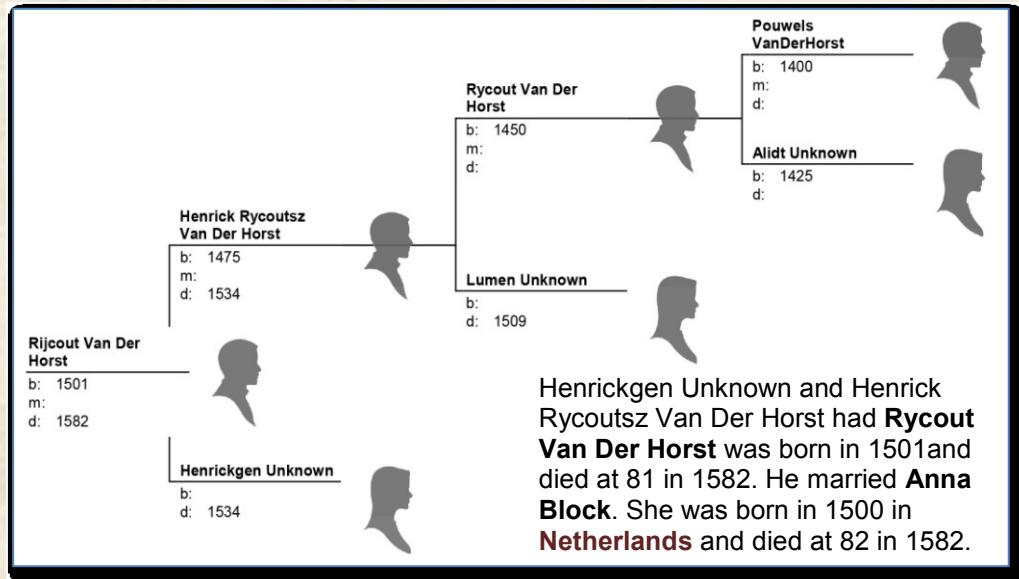 Pouwels
VanDerHorst
b: 1400
m:
d:
Rycout Van Der
Horst
b: 1450
m:
d:
Alidt Unknown
b: 1425
d:
Henrick Rycoutsz
Van Der Horst
b: 1475
m:
d: 1534
Lumen Unknown
b:
d: 1509
Rijcout Van Der
Horst
b: 1501
m:
d: 1582
Henrickgen Unknown
b:
d: 1534
Henrickgen Unknown and Henrick
Rycoutsz Van Der Horst had Rycout
Van Der Horst was born in 1501and
died at 81 in 1582. He married Anna
Block. She was born in 1500 in
Netherlands and died at 82 in 1582.